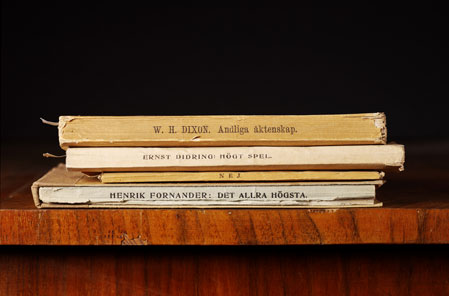 W. H. DIXON. Andliga äktenskap.
ERNST DIDRING: HÖGT SPEL.
NEJ
HENRIK FORNANDER: DET ALLRA HÖGSTA.